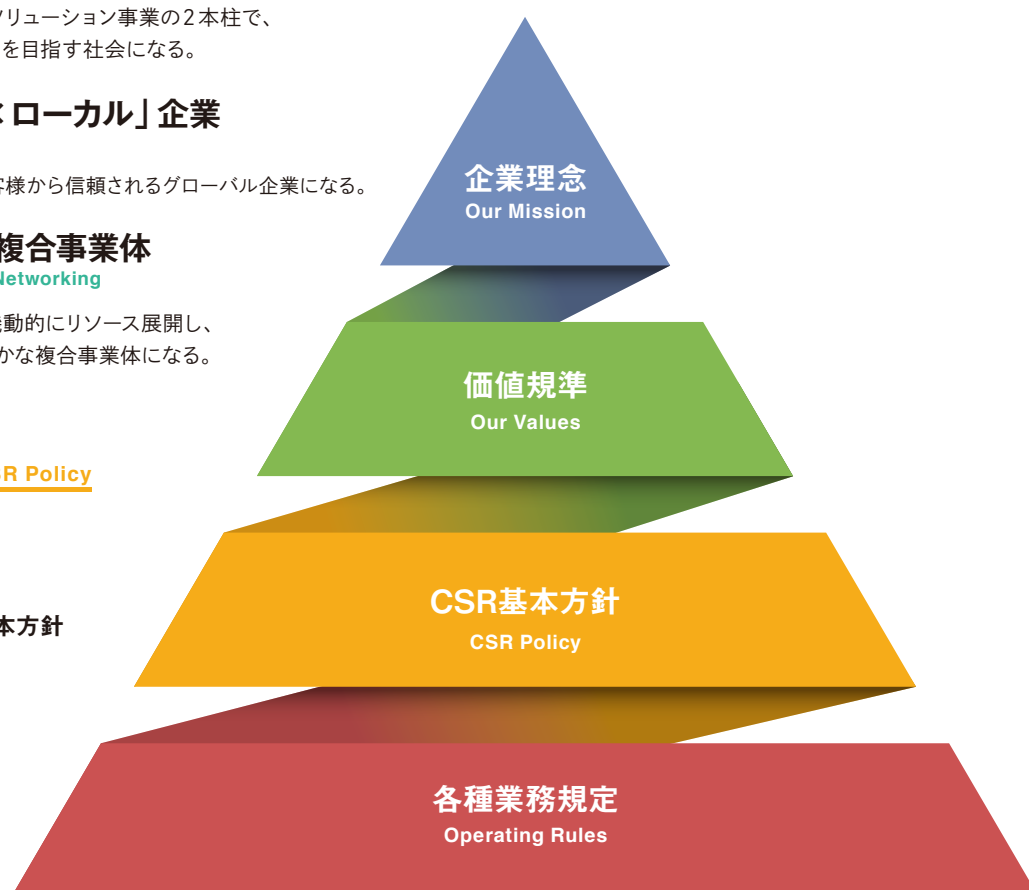 リューション事業の2本柱で、
を目指す社会になる。
ローカル」企業
客様から信頼されるグローバル企業になる。
複合事業体
Networking
動的にリソース展開し、
かな複合事業体になる。
R Policy
本方針
企業理念
Our Mission
価値規準
Our Values
CSR基本方針
CSR Policy
各種業務規定
Operating Rules